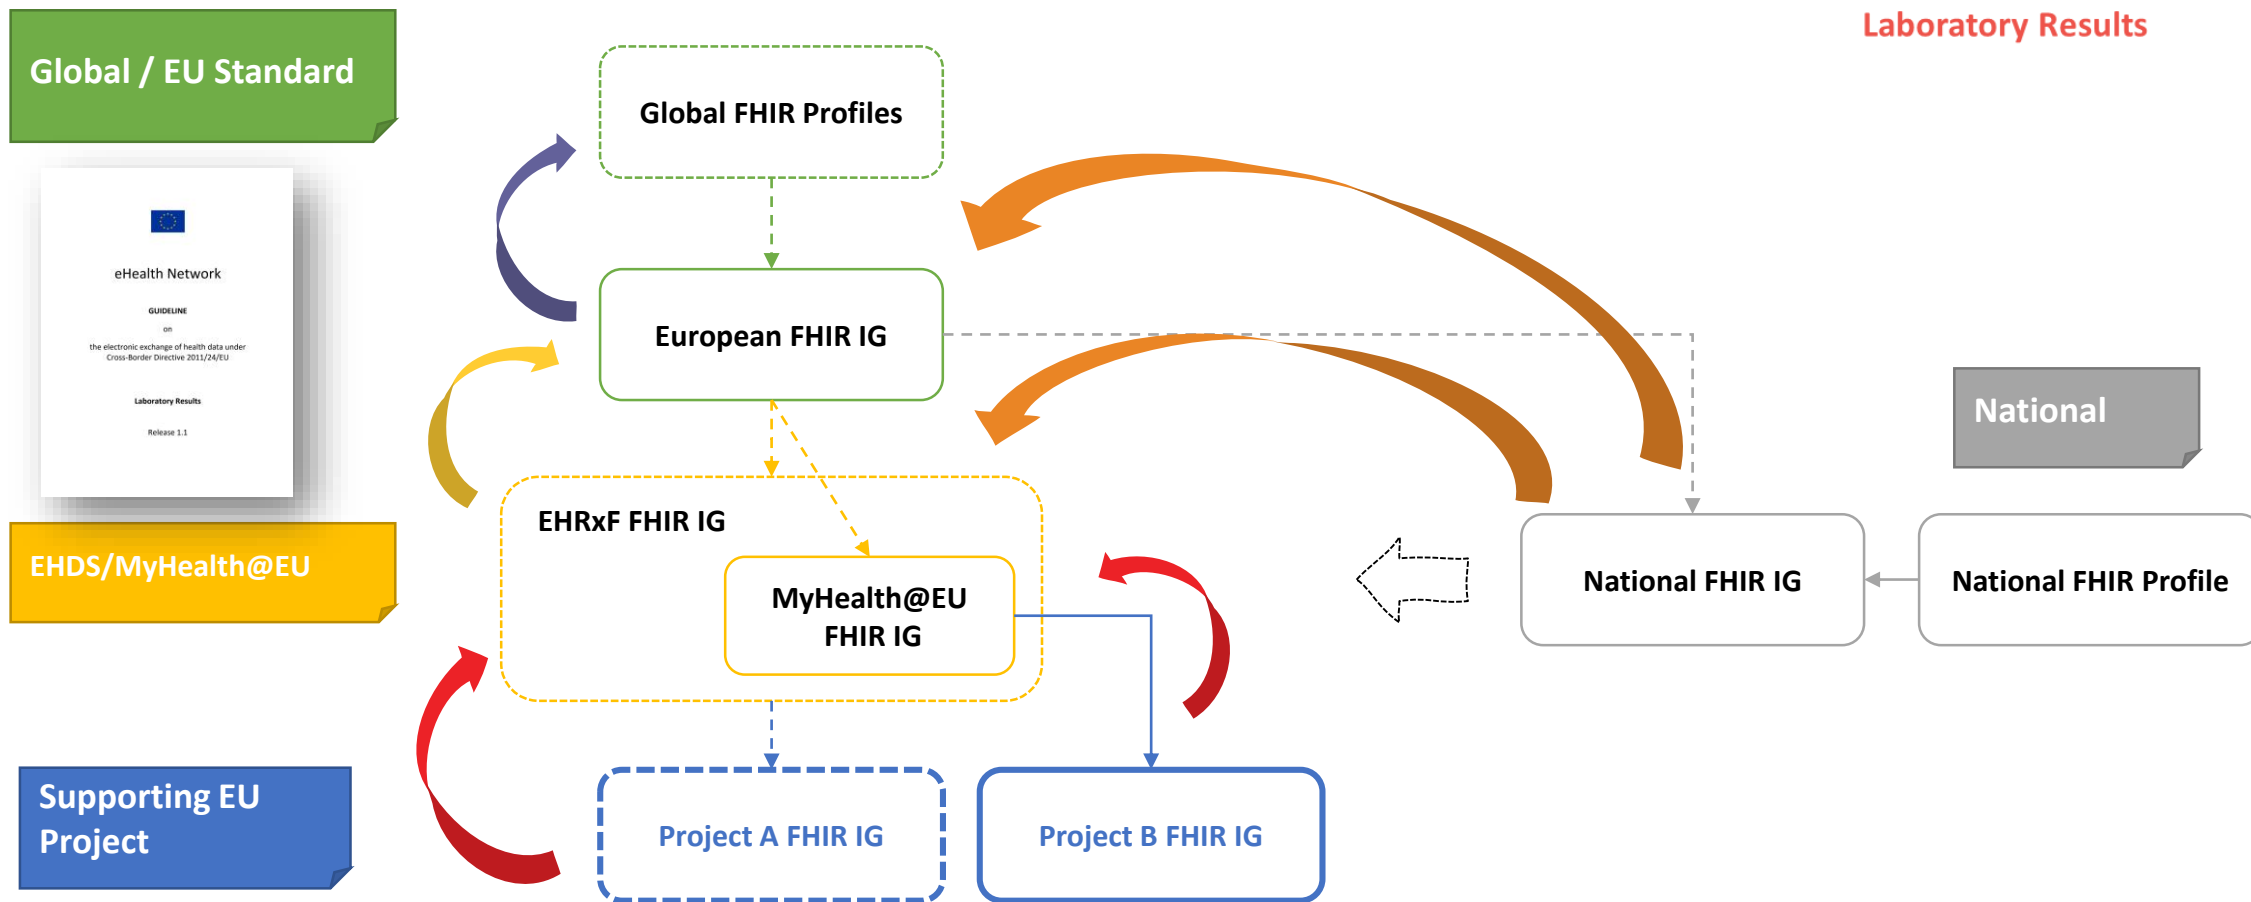 Laboratory Results
Global / EU Standard
Global FHIR Profiles
eHealth Network
GUIDELINE
on
the electronic exchange of health data under
Cross-Border Directive 2011/24/EU
Laboratory Results
Release 1.1
European FHIR IG
National
EHRxF FHIR IG
EHDS/MyHealth@EU
MyHealth@EU
FHIR IG
National FHIR IG
National FHIR Profile
Supporting EU
Project
Project A FHIR IG
Project B FHIR IG